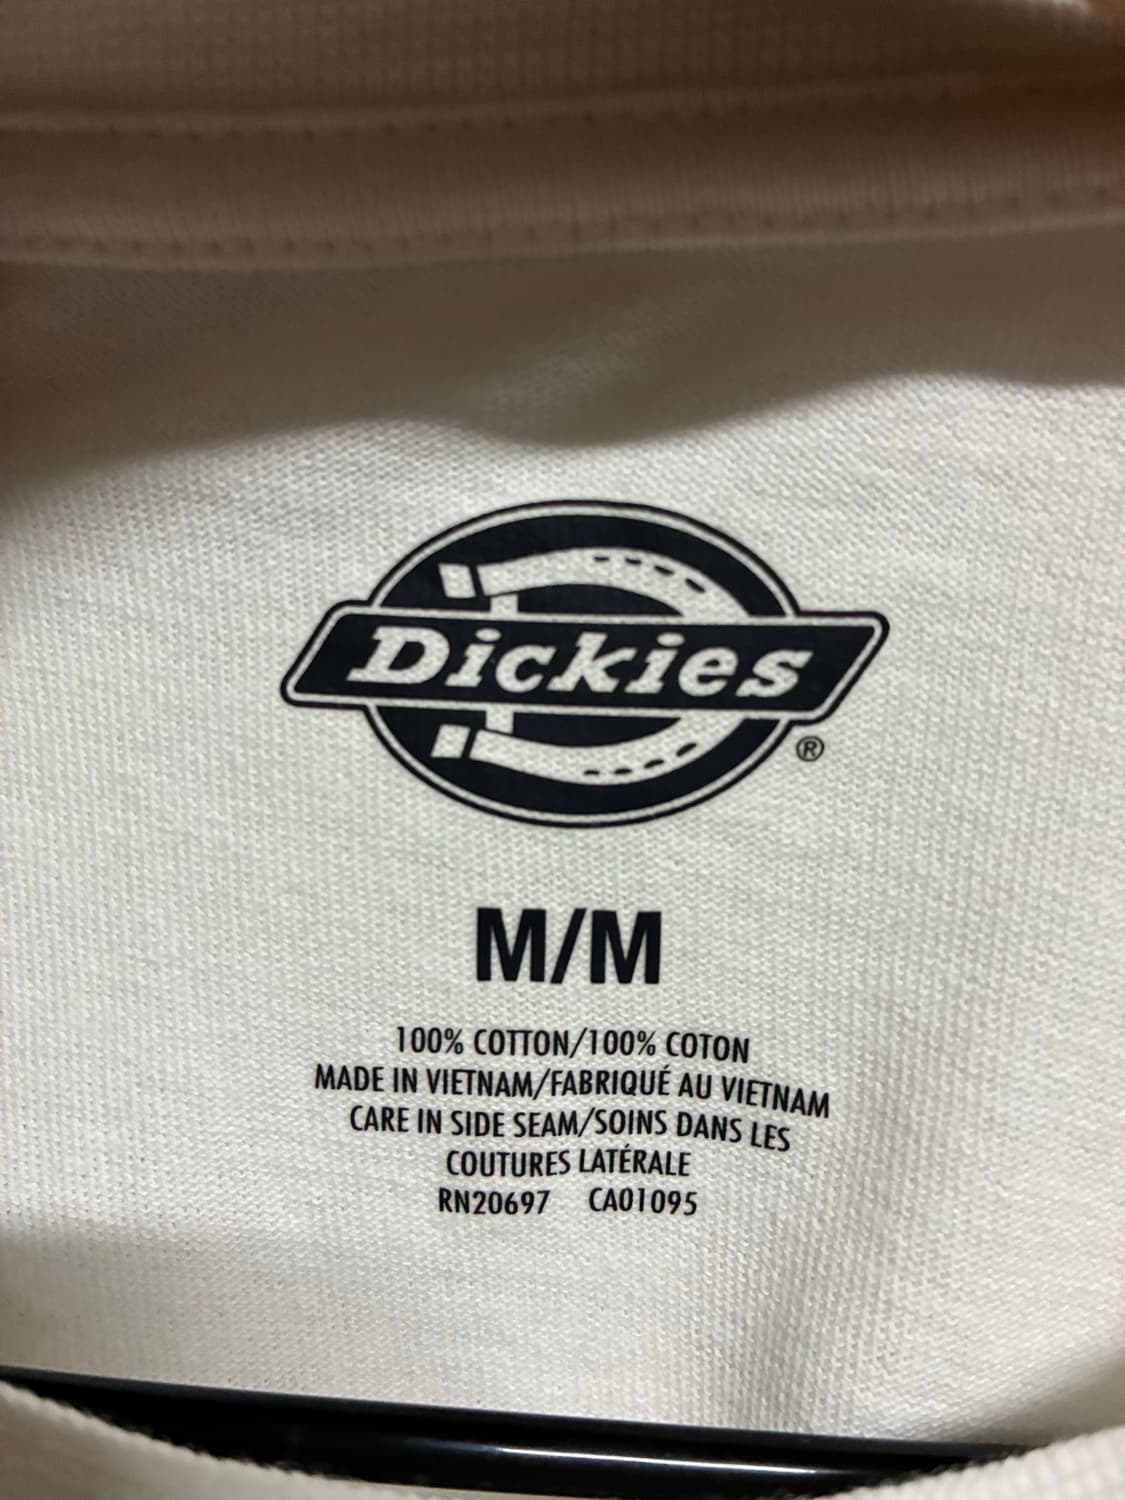 Dickies
®
M/M
100% COTTON/100% COTON
MADE IN VIETNAM/FABRIQUÉ AU VIETNAM
CARE IN SIDE SEAM/SOINS DANS LES
COUTURES LATÉRALE
RN20697 CA01095